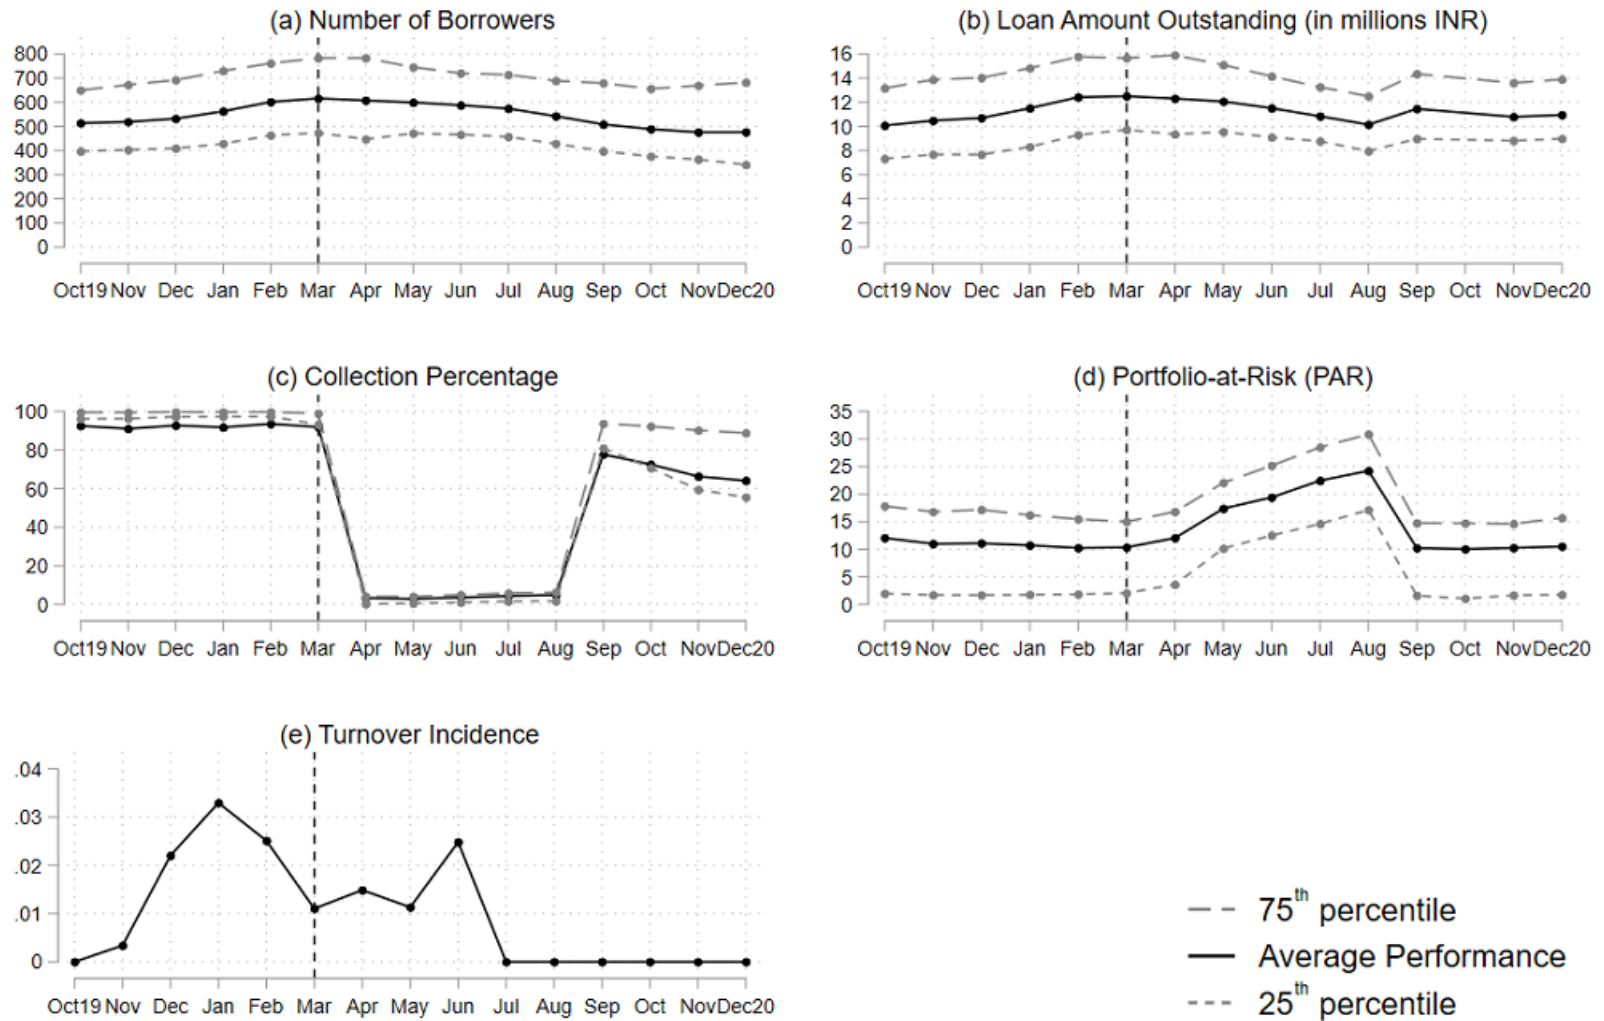 (a) Number of Borrowers
800
700
600
500
400
300
200
100
0
Oct19 Nov Dec Jan Feb Mar Apr May Jun Jul Aug Sep Oct Nov Dec20
(b) Loan Amount Outstanding (in millions INR)
16
14
12
10
8
6
4
2
0
Oct19 Nov Dec Jan Feb Mar Apr May Jun Jul Aug Sep Oct Nov Dec20
(c) Collection Percentage
100
80
60
40
20
0
Oct19 Nov Dec Jan Feb Mar Apr May Jun Jul Aug Sep Oct Nov Dec20
(d) Portfolio-at-Risk (PAR)
35
30
25
20
15
10
5
0
Oct19 Nov Dec Jan Feb Mar Apr May Jun Jul Aug Sep Oct Nov Dec20
(e) Turnover Incidence
.04
.03
.02
.01
0
Oct19 Nov Dec Jan Feb Mar Apr May Jun Jul Aug Sep Oct Nov Dec20
75th percentile
Average Performance
25th percentile